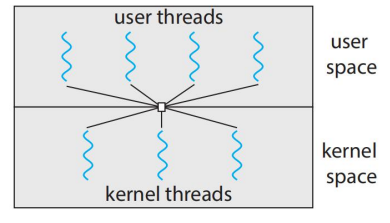 user threads
user
space
kernel
space
kernel threads